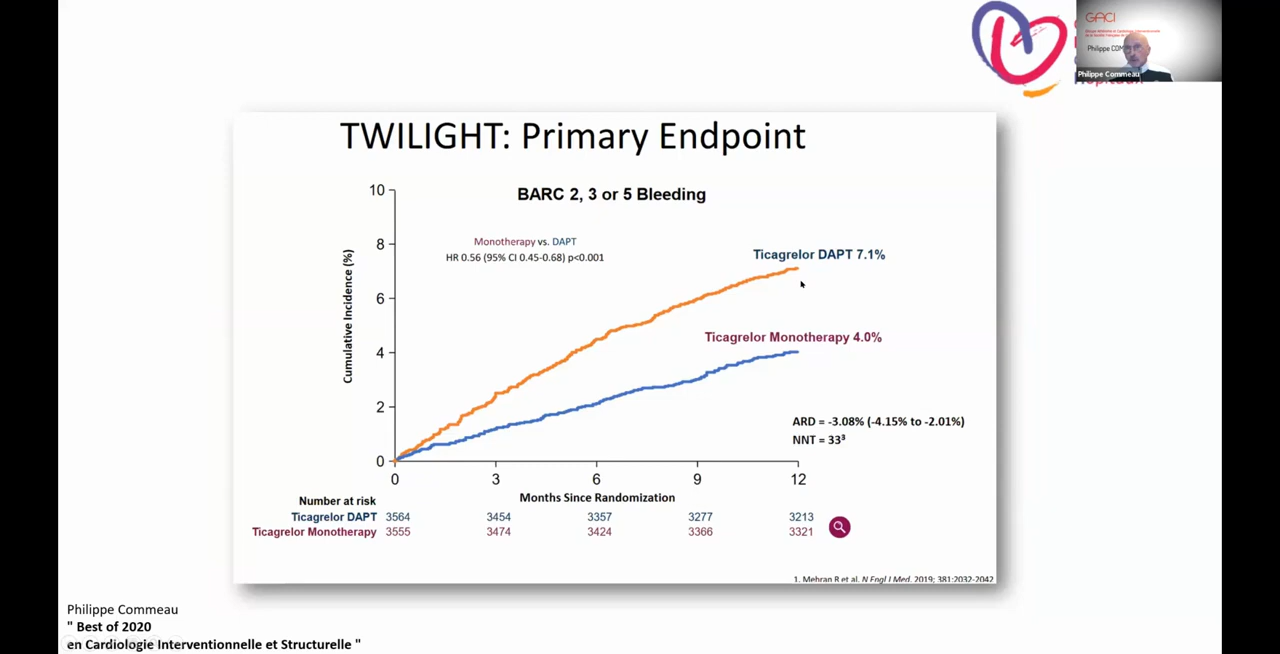 GACI
Philippe COM
Philippe Commeau
TWILIGHT: Primary Endpoint
BARC 2, 3 or 5 Bleeding
Monotherapy vs. DAPT
HR 0.56 (95% CI 0.45-0.68) p<0.001
Ticagrelor DAPT 7.1%
Ticagrelor Monotherapy 4.0%
ARD = -3.08% (-4.15% to -2.01%)
NNT = 33³
Cumulative Incidence (%)
10
8
6
4
2
0
0 3 6 9 12
Months Since Randomization
Number at risk
Ticagrelor DAPT 3564 3454 3357 3277 3213
Ticagrelor Monotherapy 3555 3474 3424 3366 3321
1. Mehran R et al. N Engl J Med. 2019; 381:2032-2042
Philippe Commeau
" Best of 2020
en Cardiologie Interventionnelle et Structurelle "